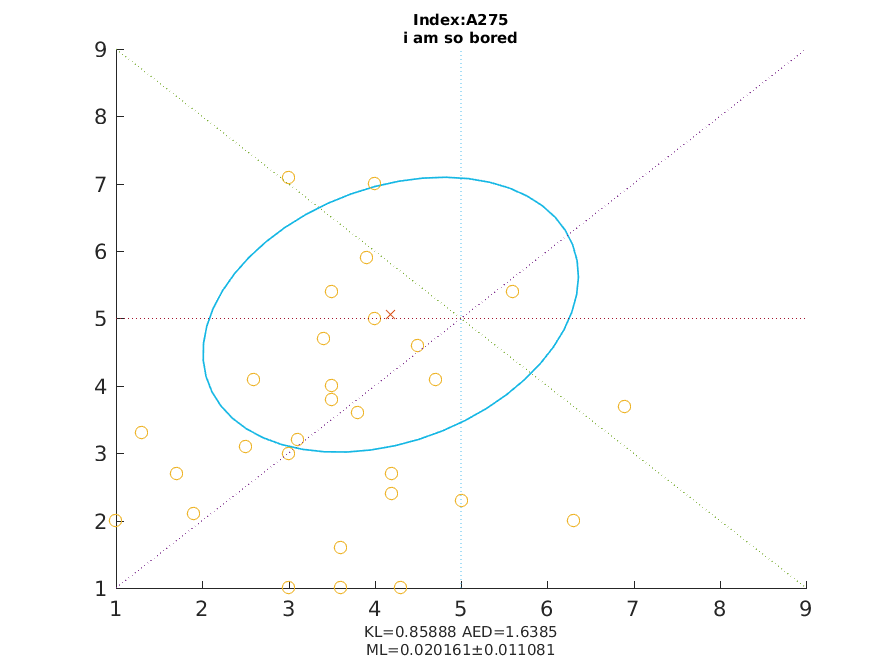 Index:A275
i am so bored
9
8
7
6
5
4
3
2
1
1 2 3 4 5 6 7 8 9
KL=0.85888 AED=1.6385
ML=0.020161±0.011081